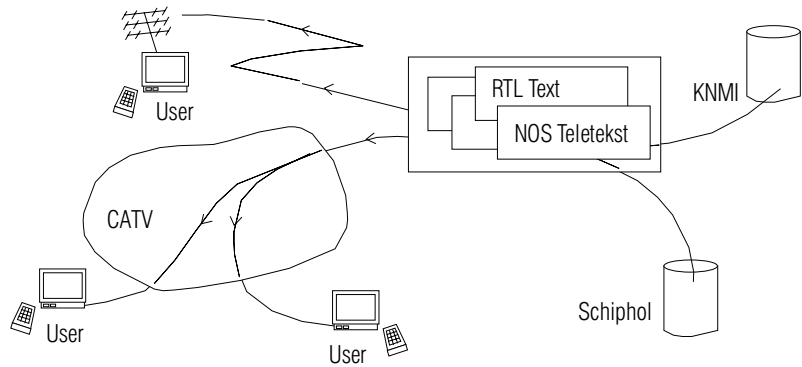 User
RTL Text
NOS Teletekst
KNMI
CATV
Schiphol
User
User